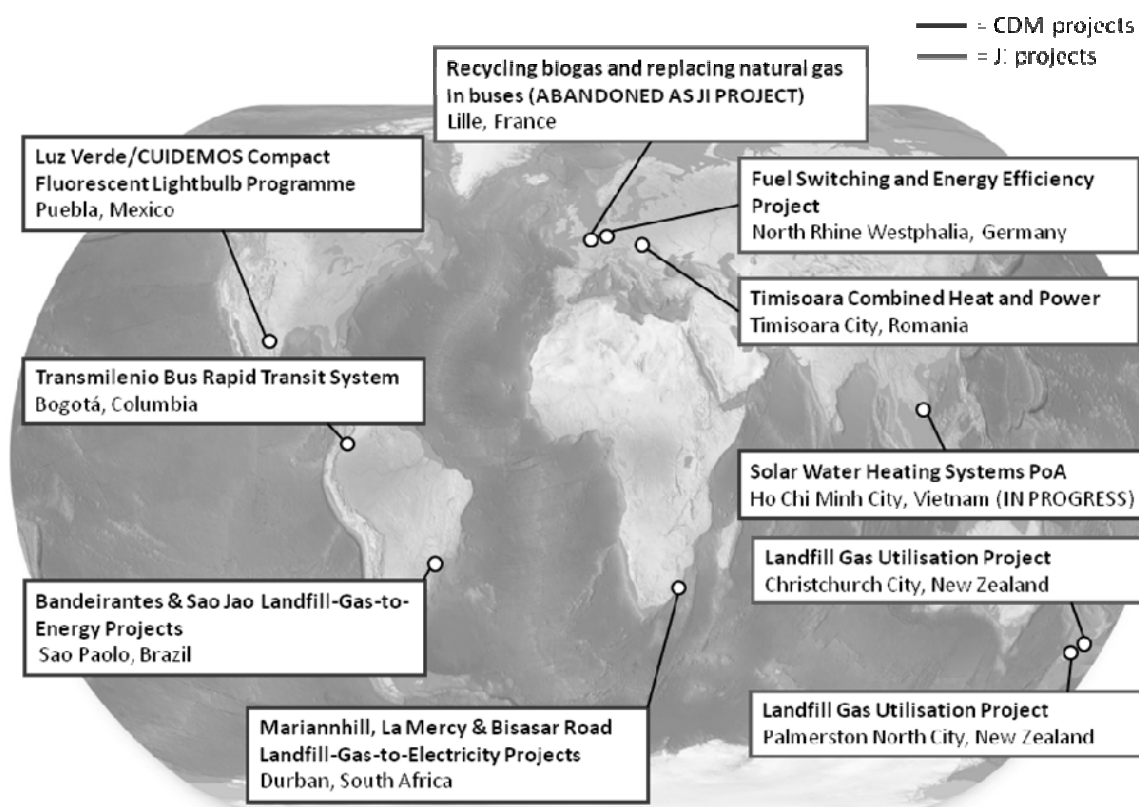 = CDM projects
= JI projects
Recycling biogas and replacing natural gas
in buses (ABANDONED AS JI PROJECT)
Lille, France
Luz Verde/CUIDEMOS Compact
Fluorescent Lightbulb Programme
Puebla, Mexico
Fuel Switching and Energy Efficiency
Project
North Rhine Westphalia, Germany
Timisoara Combined Heat and Power
Timisoara City, Romania
Transmilenio Bus Rapid Transit System
Bogotá, Columbia
Solar Water Heating Systems PoA
Ho Chi Minh City, Vietnam (IN PROGRESS)
Landfill Gas Utilisation Project
Christchurch City, New Zealand
Bandeirantes & Sao Jao Landfill-Gas-to-
Energy Projects
Sao Paolo, Brazil
Mariannhill, La Mercy & Bisasar Road
Landfill-Gas-to-Electricity Projects
Durban, South Africa
Landfill Gas Utilisation Project
Palmerston North City, New Zealand